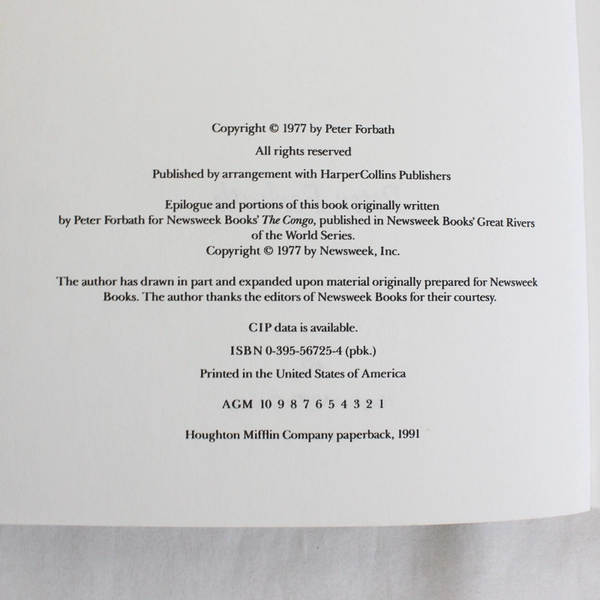 Copyright © 1977 by Peter Forbath
All rights reserved
Published by arrangement with HarperCollins Publishers
Epilogue and portions of this book originally written
by Peter Forbath for Newsweek Books' The Congo, published in Newsweek Books' Great Rivers
of the World Series.
Copyright © 1977 by Newsweek, Inc.
The author has drawn in part and expanded upon material originally prepared for Newsweek
Books. The author thanks the editors of Newsweek Books for their courtesy.
CIP data is available.
ISBN 0-395-56725-4 (pbk.)
Printed in the United States of America
AGM 10 9 8 7 6 5 4 3 2 1
Houghton Mifflin Company paperback, 1991